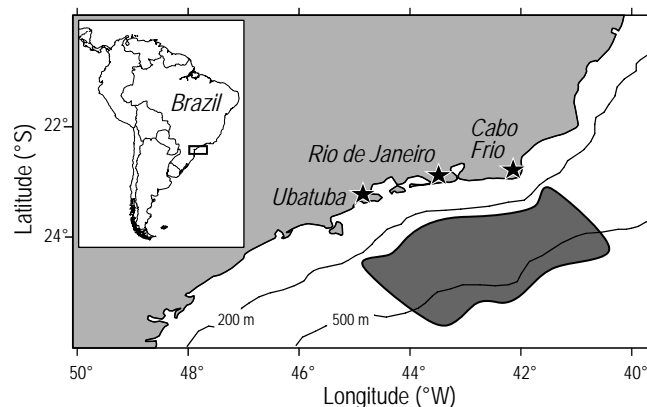 Brazil
22°
24°
Latitude (°S)
Cabo
Frio
Rio de Janeiro
Ubatuba
200 m
500 m
50° 48° 46° 44° 42° 40°
Longitude (°W)